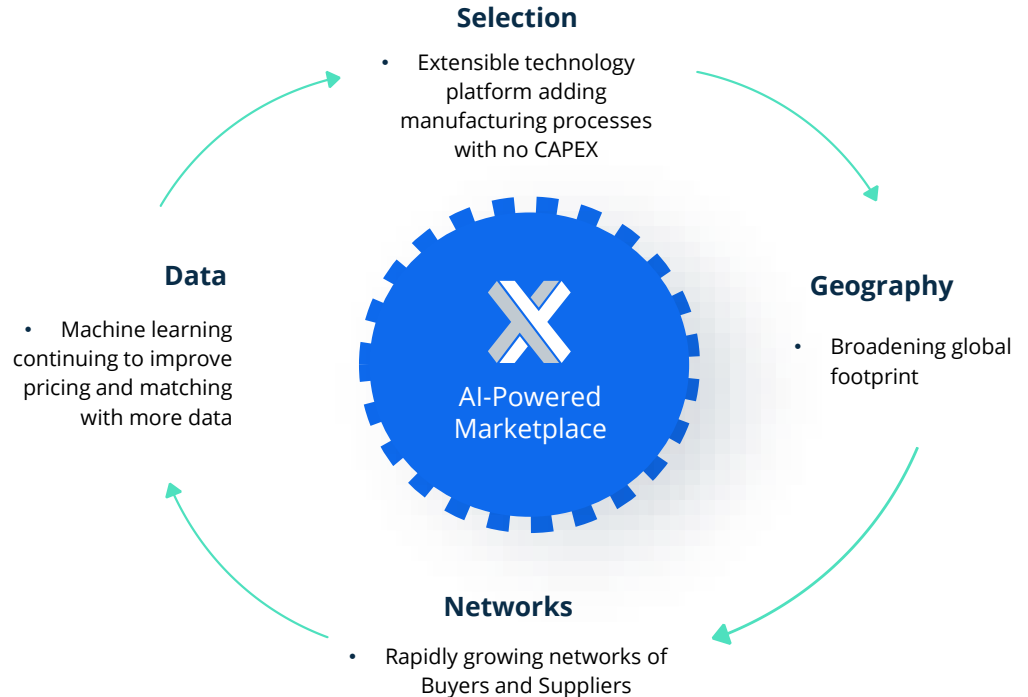 Selection
• Extensible technology
platform adding
manufacturing processes
with no CAPEX
Data
• Machine learning
continuing to improve
pricing and matching
with more data
X
AI-Powered
Marketplace
Geography
• Broadening global
footprint
Networks
• Rapidly growing networks of
Buyers and Suppliers